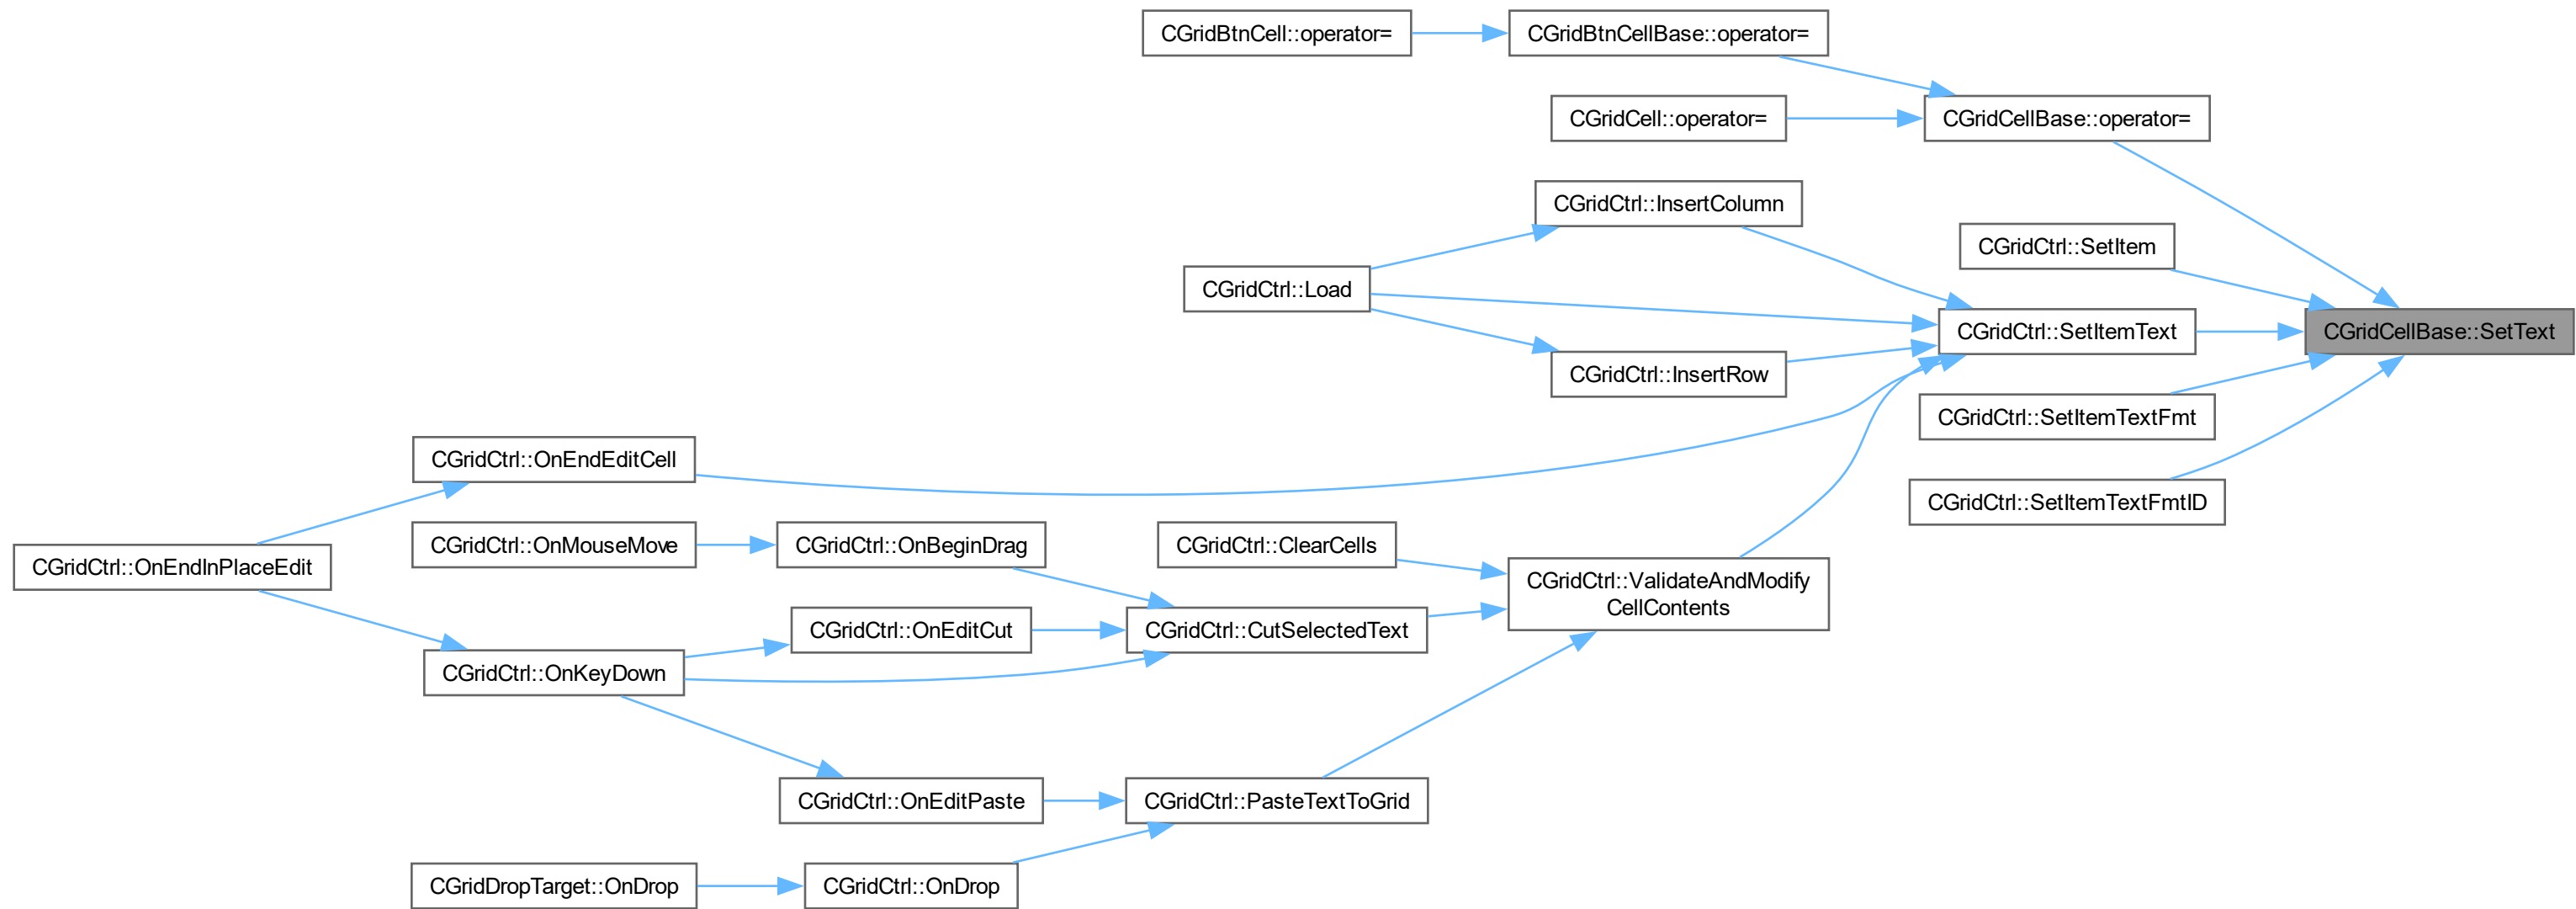 CGridBtnCell::operator=
CGridBtnCellBase::operator=
CGridCell::operator=
CGridCellBase::operator=
CGridCtrl::InsertColumn
CGridCtrl::SetItem
CGridCtrl::Load
CGridCtrl::SetItemText
CGridCellBase::SetText
CGridCtrl::InsertRow
CGridCtrl::SetItemTextFmt
CGridCtrl::OnEndEditCell
CGridCtrl::SetItemTextFmtID
CGridCtrl::OnMouseMove
CGridCtrl::OnBeginDrag
CGridCtrl::ClearCells
CGridCtrl::OnEndInPlaceEdit
CGridCtrl::ValidateAndModify
CellContents
CGridCtrl::OnEditCut
CGridCtrl::CutSelectedText
CGridCtrl::OnKeyDown
CGridCtrl::OnEditPaste
CGridCtrl::PasteTextToGrid
CGridDropTarget::OnDrop
CGridCtrl::OnDrop